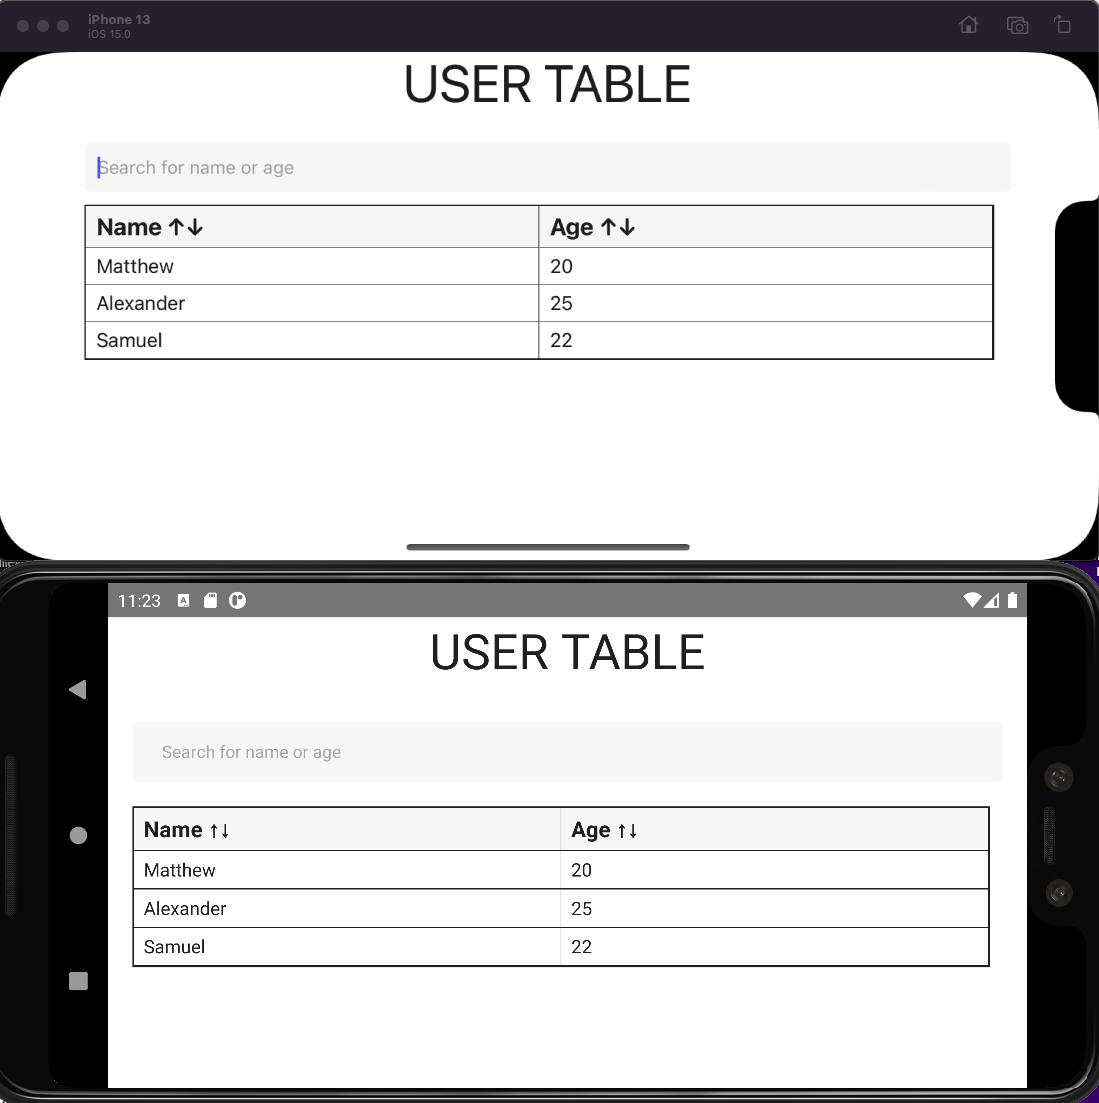 iPhone 13
iOS 15.0
USER TABLE
Search for name or age
Name ↑↓ Age ↑↓
Matthew 20
Alexander 25
Samuel 22
11:23 A
USER TABLE
Search for name or age
Name ↑↓ Age ↑↓
Matthew 20
Alexander 25
Samuel 22